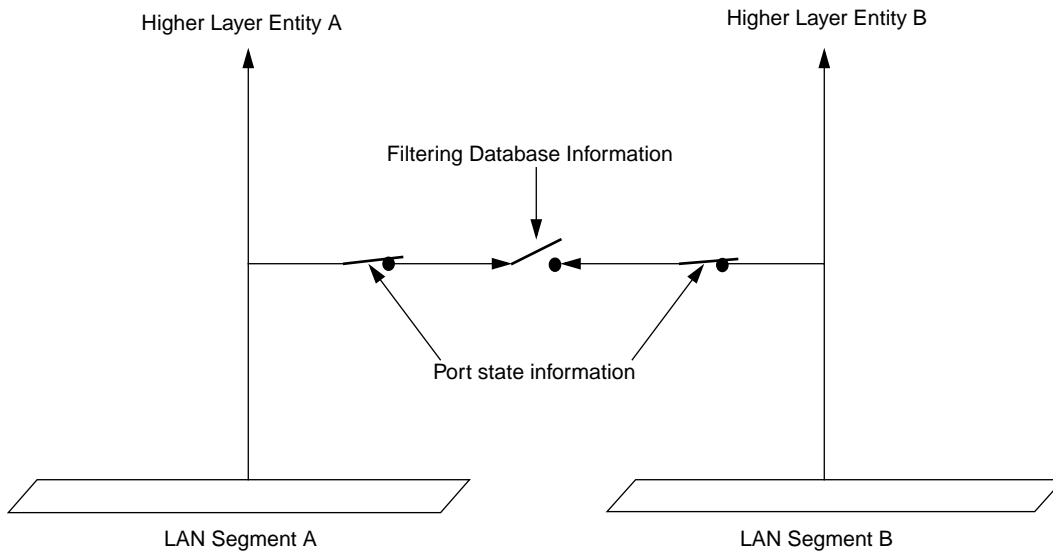 Higher Layer Entity A
Higher Layer Entity B
Filtering Database Information
Port state information
LAN Segment A
LAN Segment B